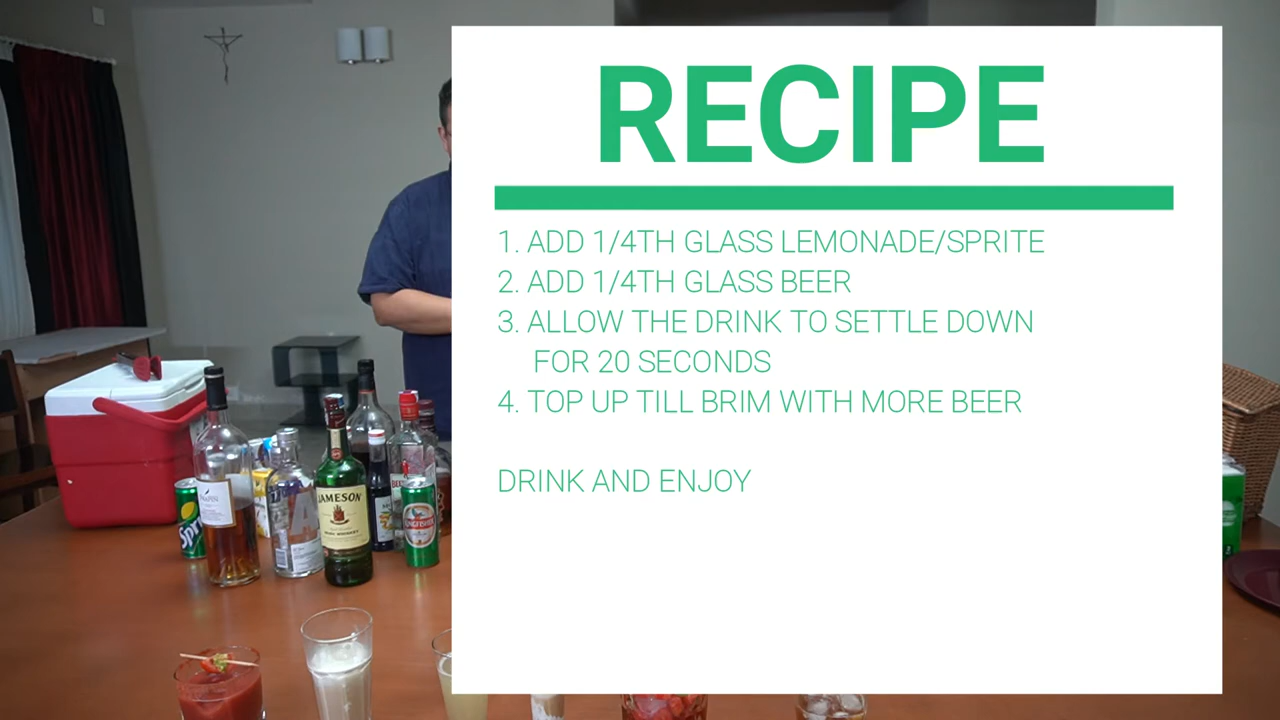 RECIPE
1. ADD 1/4TH GLASS LEMONADE/SPRITE
2. ADD 1/4TH GLASS BEER
3. ALLOW THE DRINK TO SETTLE DOWN
FOR 20 SECONDS
4. TOP UP TILL BRIM WITH MORE BEER
DRINK AND ENJOY
JAMESON